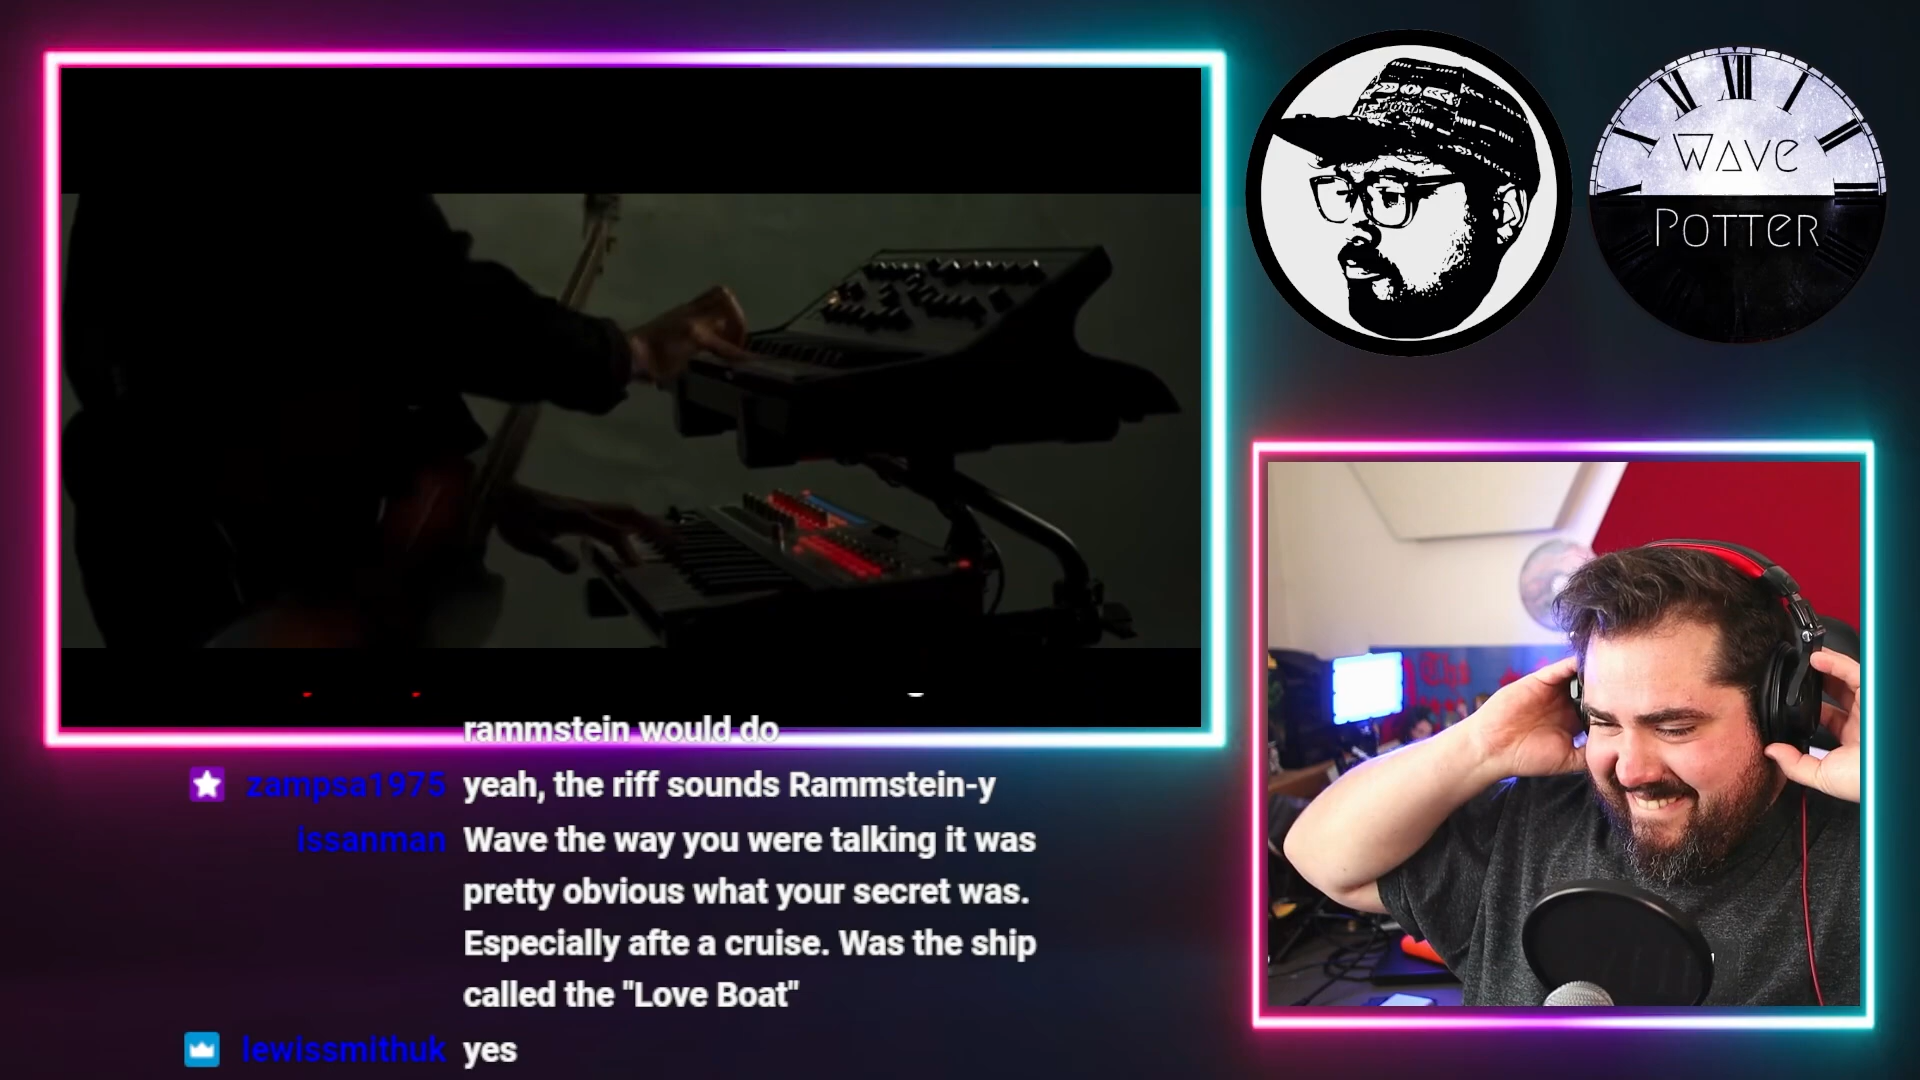 Wave
Potter
rammstein would do
zampsa1975 yeah, the riff sounds Rammstein-y
issanman Wave the way you were talking it was
pretty obvious what your secret was.
Especially afte a cruise. Was the ship
called the "Love Boat"
lewissmithuk yes